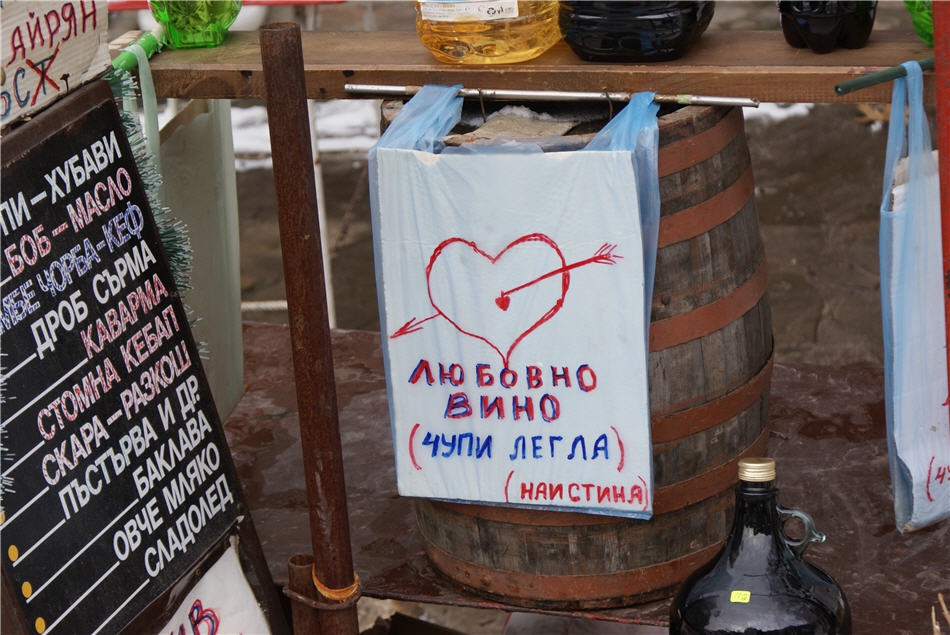 АЙРЯН
ПИ-ХУБАВИ
БОБ-МАСЛО
ЧОРБА-КЕФ
ДРОБ СЪРМА
КАВАРМА
СТОМНА КЕБАП
СКАРА-РАЗКОШ
ПЪСТЪРВА И ДР.
БАКЛАВА
ОВЧЕ МЛЯКО
СЛАДОЛЕД
ЛЮБОВНО
ВИНО
(ЧУПИ ЛЕГЛА)
(НАИСТИНА)